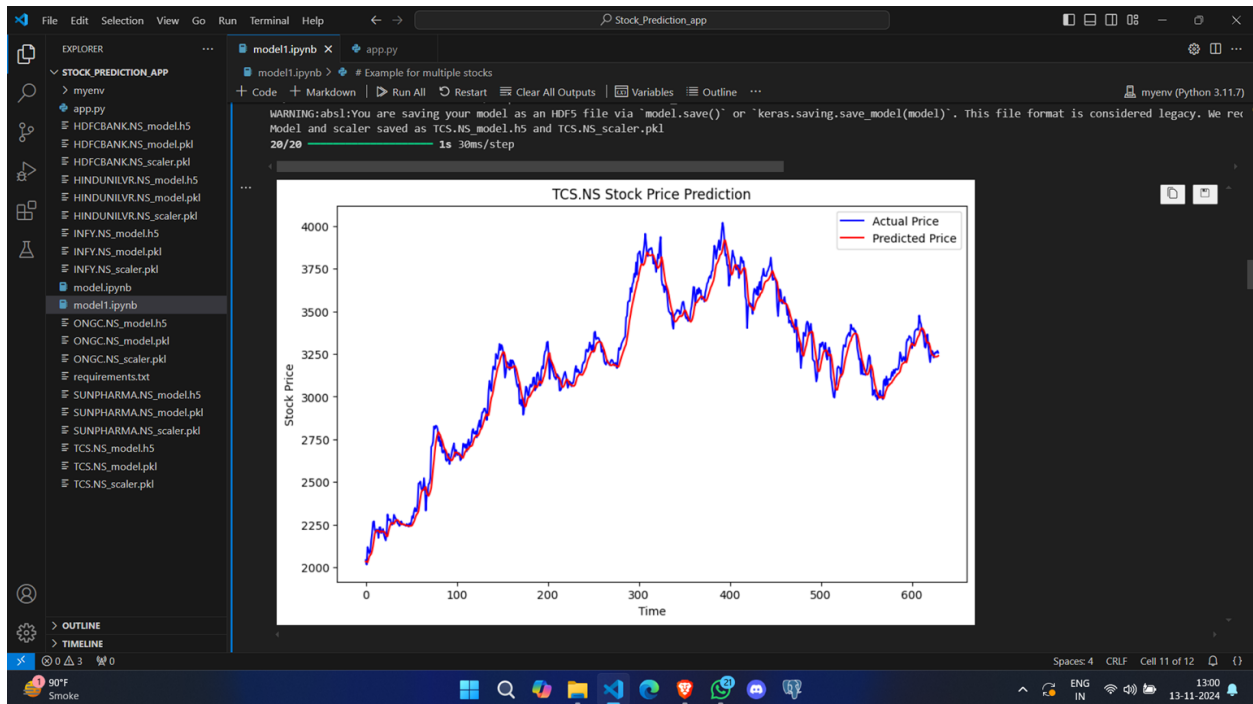 File Edit Selection View Go Run Terminal Help
Stock_Prediction_app
EXPLORER
model1.ipynb
app.py
STOCK_PREDICTION_APP
myenv
app.py
HDFCBANK.NS_model.h5
HDFCBANK.NS_model.pkl
HDFCBANK.NS_scaler.pkl
HINDUNILVR.NS_model.h5
HINDUNILVR.NS_model.pkl
HINDUNILVR.NS_scaler.pkl
INFY.NS_model.h5
INFY.NS_model.pkl
INFY.NS_scaler.pkl
model.ipynb
model1.ipynb
ONGC.NS_model.h5
ONGC.NS_model.pkl
ONGC.NS_scaler.pkl
requirements.txt
SUNPHARMA.NS_model.h5
SUNPHARMA.NS_model.pkl
SUNPHARMA.NS_scaler.pkl
TCS.NS_model.h5
TCS.NS_model.pkl
TCS.NS_scaler.pkl
OUTLINE
TIMELINE
model1.ipynb > # Example for multiple stocks
+ Code + Markdown Run All Restart Clear All Outputs Variables Outline ...
myenv (Python 3.11.7)
WARNING:absl:You are saving your model as an HDF5 file via `model.save()` or `keras.saving.save_model(model)`. This file format is considered legacy. We rec
Model and scaler saved as TCS.NS_model.h5 and TCS.NS_scaler.pkl
20/20 1s 30ms/step
TCS.NS Stock Price Prediction
Actual Price
Predicted Price
4000
3750
3500
3250
3000
2750
2500
2250
2000
Stock Price
0 100 200 300 400 500 600
Time
0 3 0
Spaces: 4 CRLF Cell 11 of 12
1
90°F
Smoke
21
ENG
IN
13:00
13-11-2024